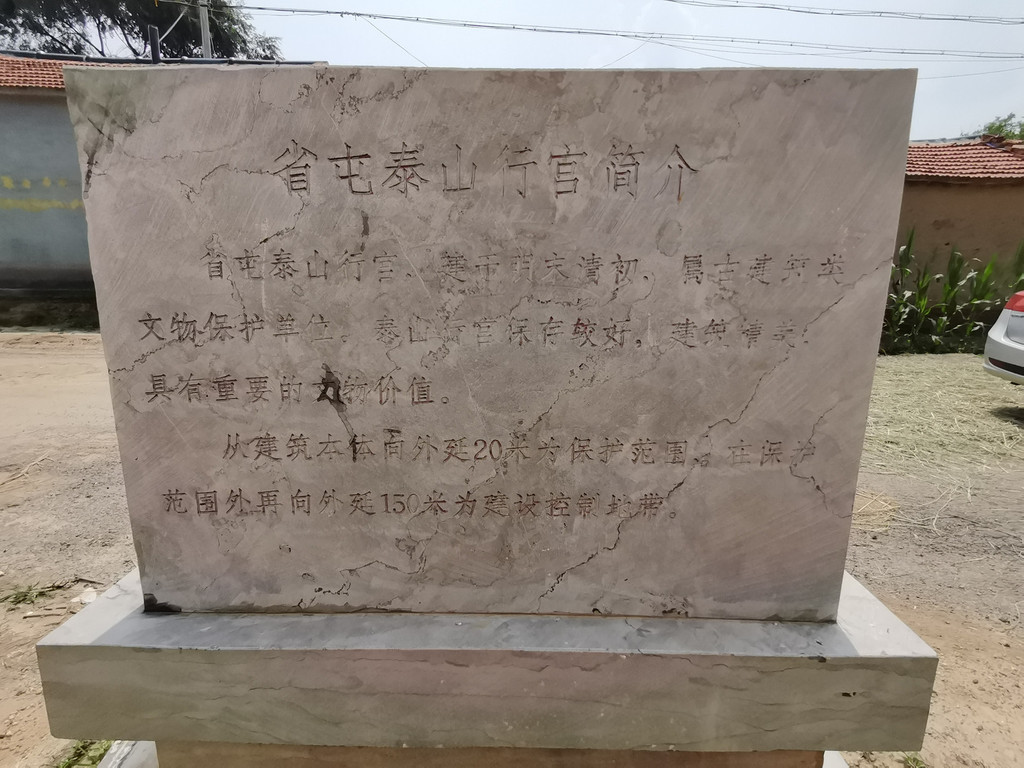 省屯泰山行宫简介
省屯泰山行宫，建于明末清初，属古建筑类
文物保护单位。泰山行宫保存较好，建筑精美，
具有重要的文物价值。
从建筑本体向外延20米为保护范围。在保护
范围外再向外延150米为建设控制地带。